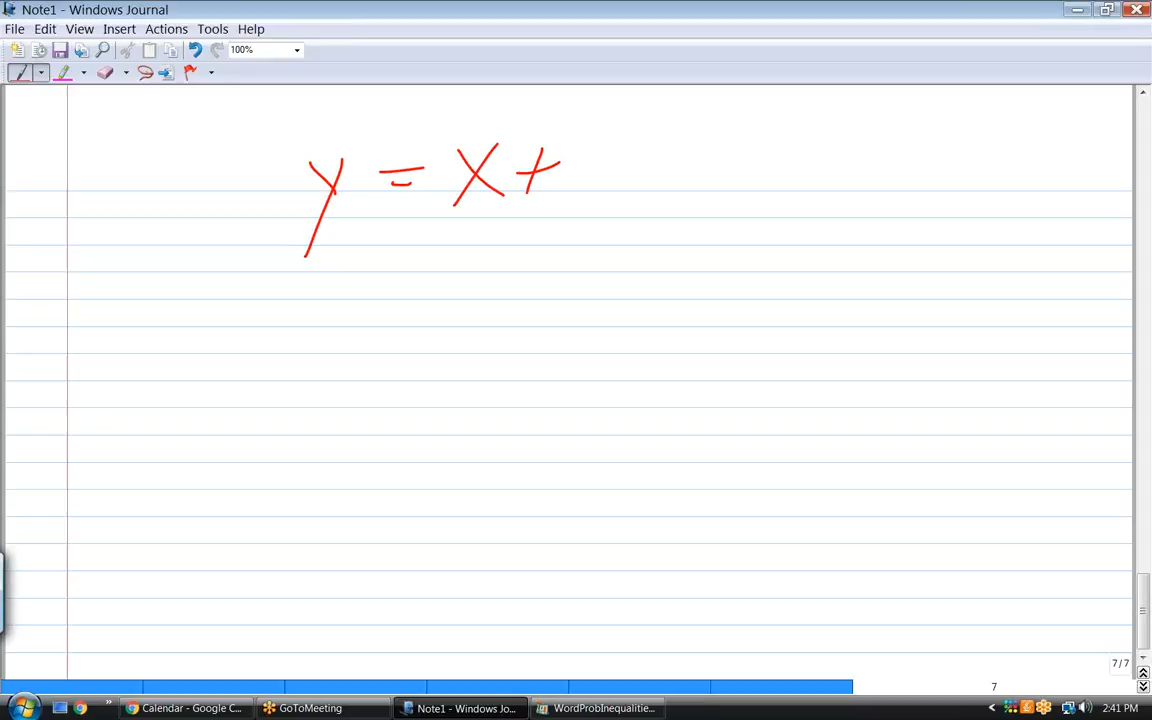 Note1 - Windows Journal
File Edit View Insert Actions Tools Help
100%
y = x +
7/7
7
Calendar - Google C... GoToMeeting Note1 - Windows Jo... WordProbInequalitie... 2:41 PM